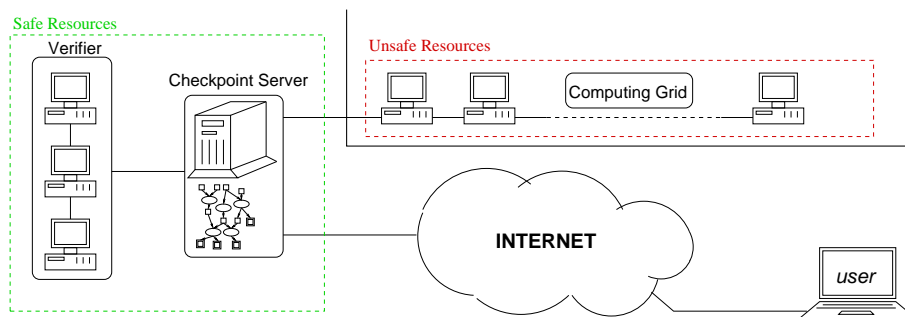 Safe Resources
Verifier
Checkpoint Server
Unsafe Resources
Computing Grid
INTERNET
user